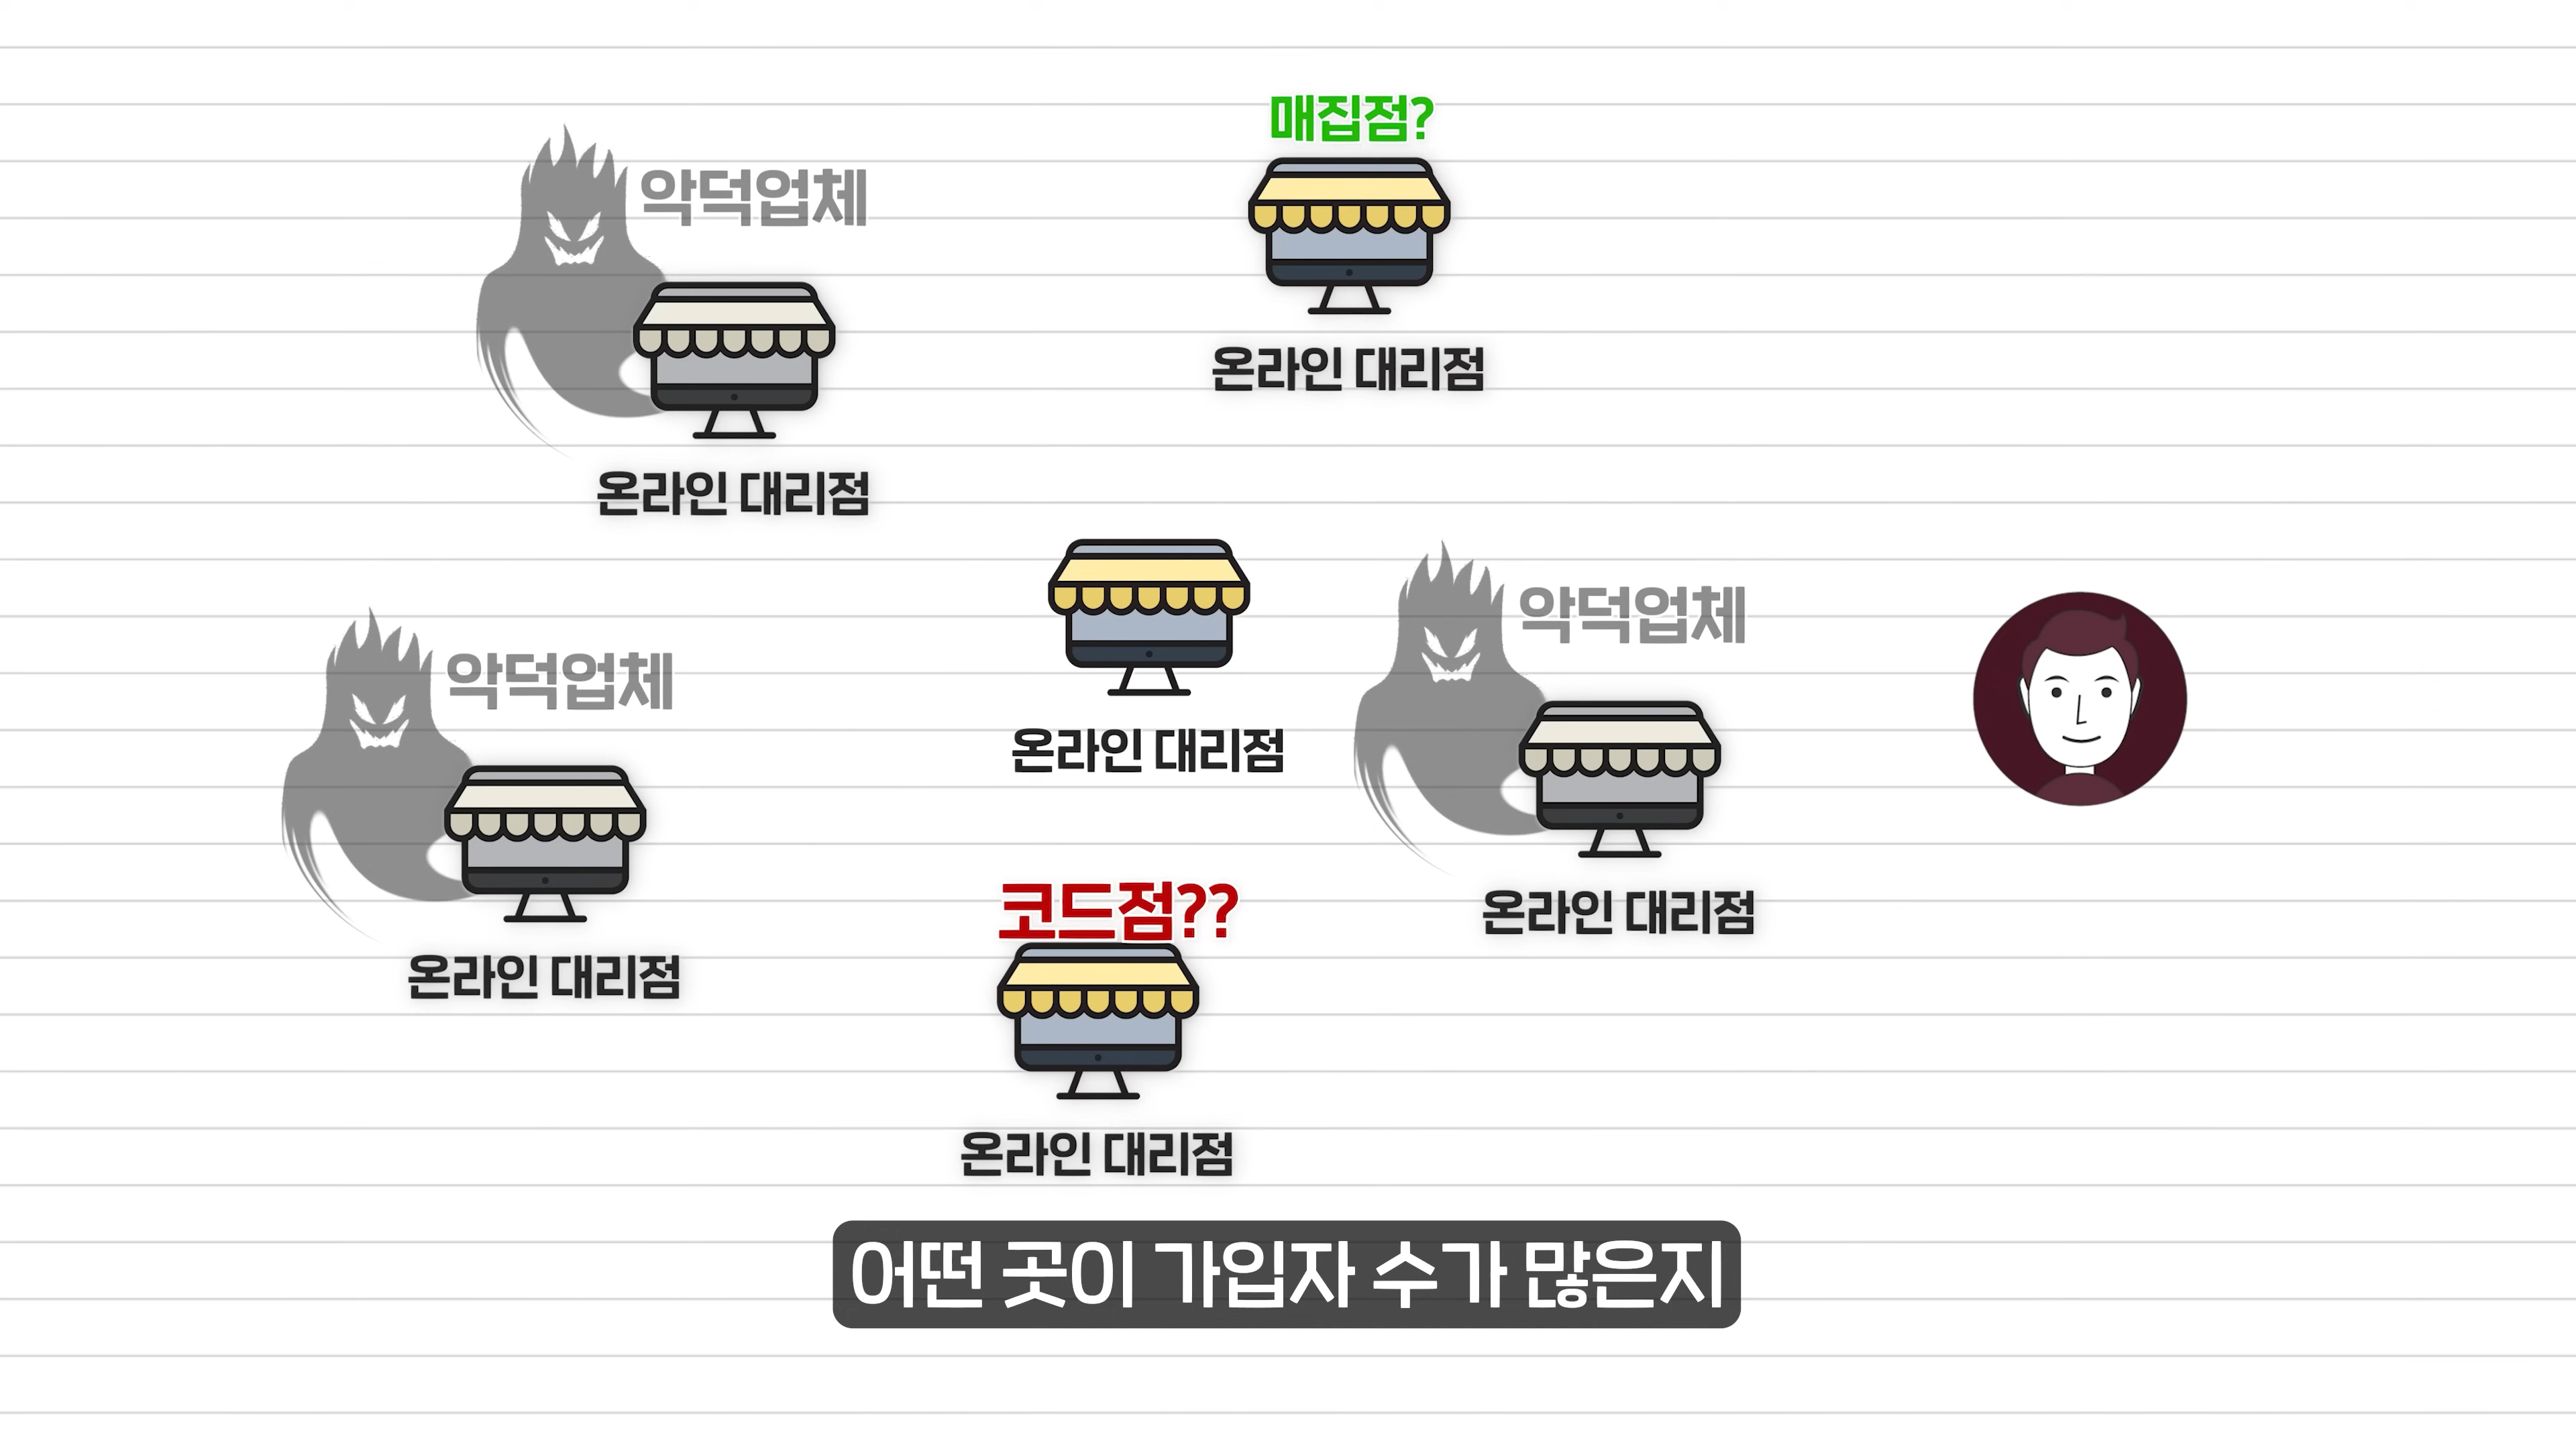 매집점?
온라인 대리점
악덕업체
온라인 대리점
온라인 대리점
악덕업체
온라인 대리점
악덕업체
온라인 대리점
코드점??
온라인 대리점
어떤 곳이 가입자 수가 많은지